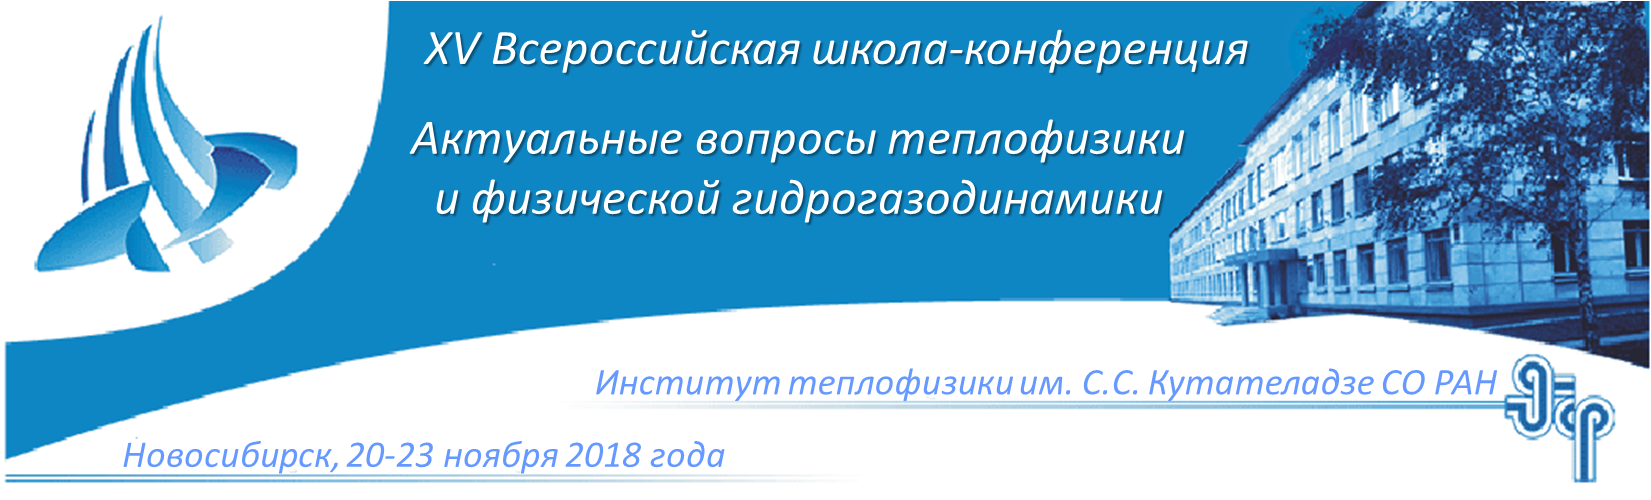 XV Всероссийская школа-конференция
Актуальные вопросы теплофизики
и физической гидрогазодинамики
Институт теплофизики им. С.С. Кутателадзе СО РАН
Новосибирск, 20-23 ноября 2018 года